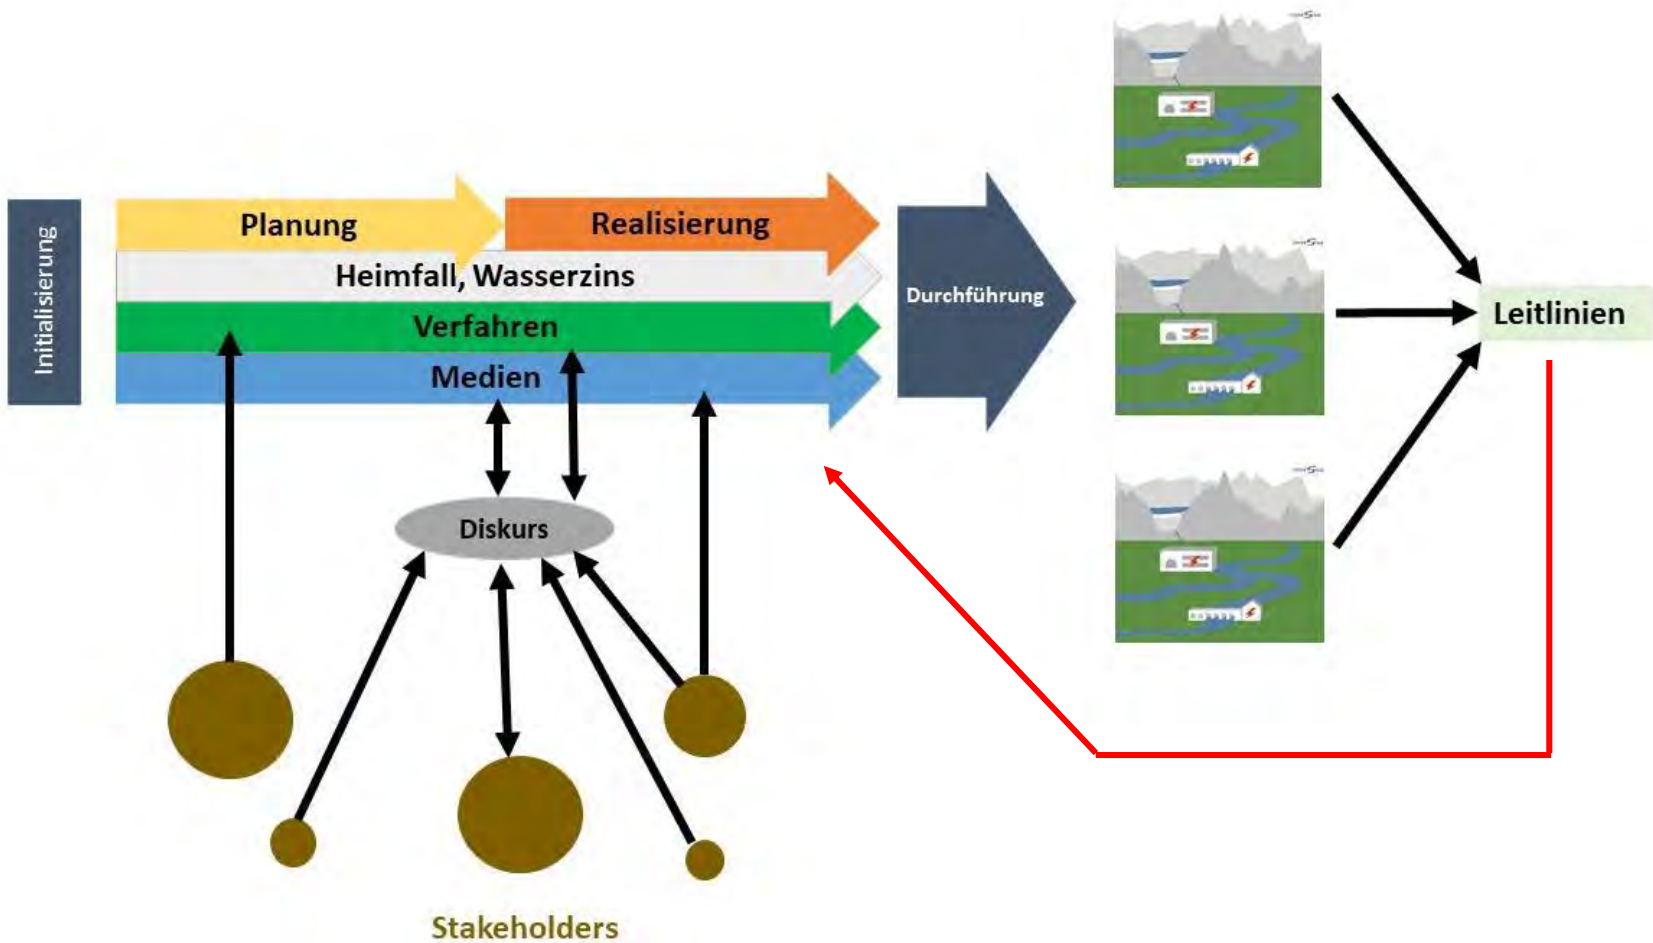 Initialisierung
Planung
Realisierung
Heimfall, Wasserzins
Verfahren
Medien
Durchführung
Leitlinien
Diskurs
Stakeholders